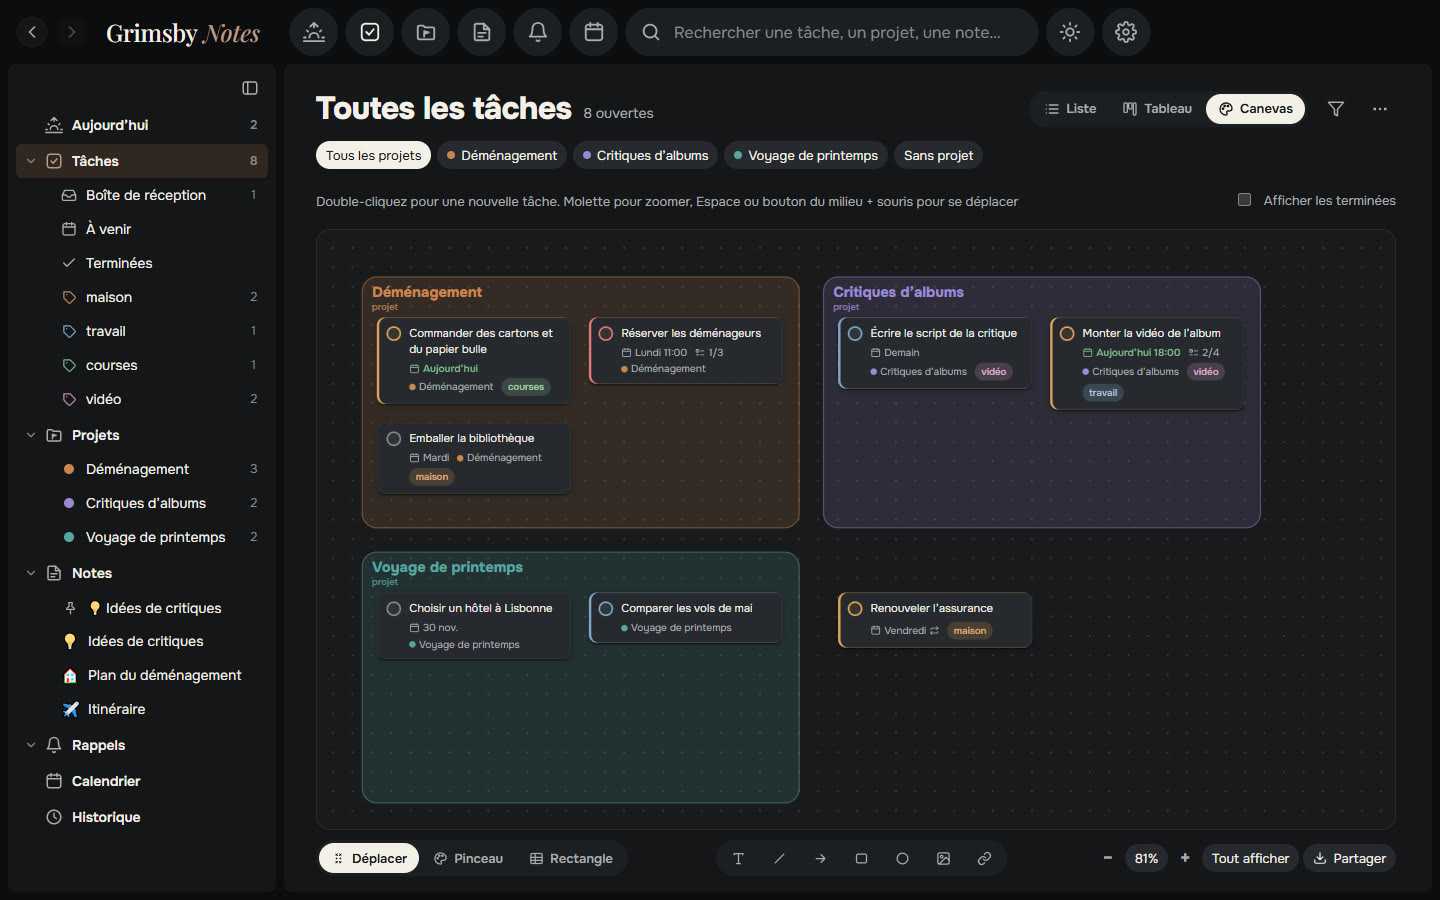 Grimsby Notes
Rechercher une tâche, un projet, une note...
Aujourd’hui 2
Tâches 8
Boîte de réception 1
À venir
Terminées
maison 2
travail 1
courses 1
vidéo 2
Projets
Déménagement 3
Critiques d’albums 2
Voyage de printemps 2
Notes
💡 Idées de critiques
💡 Idées de critiques
🏠 Plan du déménagement
✈️ Itinéraire
Rappels
Calendrier
Historique
Toutes les tâches 8 ouvertes
Liste Tableau Canevas
Tous les projets Déménagement Critiques d’albums Voyage de printemps Sans projet
Double-cliquez pour une nouvelle tâche. Molette pour zoomer, Espace ou bouton du milieu + souris pour se déplacer
Afficher les terminées
Déménagement
projet
Commander des cartons et
du papier bulle
Aujourd’hui
Déménagement courses
Réserver les déménageurs
Lundi 11:00 1/3
Déménagement
Emballer la bibliothèque
Mardi Déménagement
maison
Critiques d’albums
projet
Écrire le script de la critique
Demain
Critiques d’albums vidéo
Monter la vidéo de l’album
Aujourd’hui 18:00 2/4
Critiques d’albums vidéo
travail
Voyage de printemps
projet
Choisir un hôtel à Lisbonne
30 nov.
Voyage de printemps
Comparer les vols de mai
Voyage de printemps
Renouveler l’assurance
Vendredi maison
Déplacer Pinceau Rectangle
81%
Tout afficher
Partager